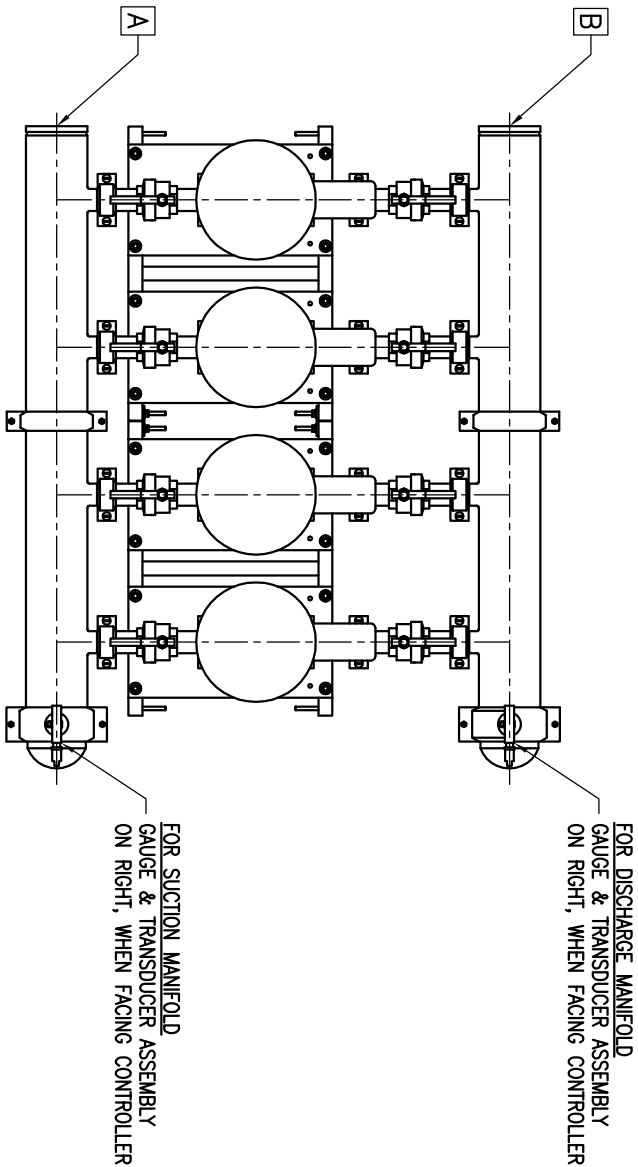 A
B
FOR DISCHARGE MANIFOLD
GAUGE & TRANSDUCER ASSEMBLY
ON RIGHT, WHEN FACING CONTROLLER
FOR SUCTION MANIFOLD
GAUGE & TRANSDUCER ASSEMBLY
ON RIGHT, WHEN FACING CONTROLLER